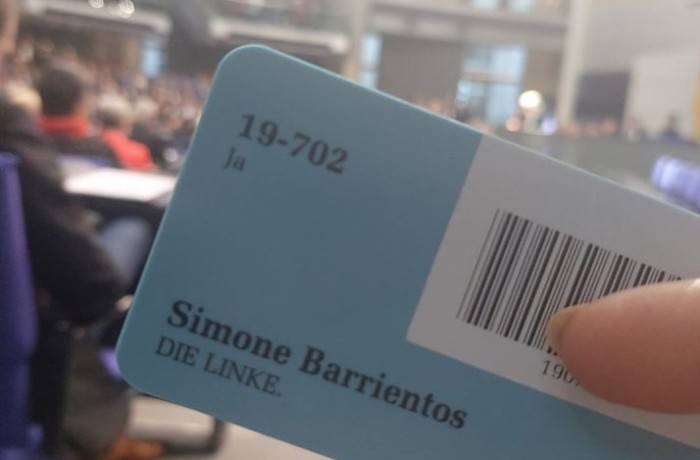 19-702
Ja
Simone Barrientos
DIE LINKE.